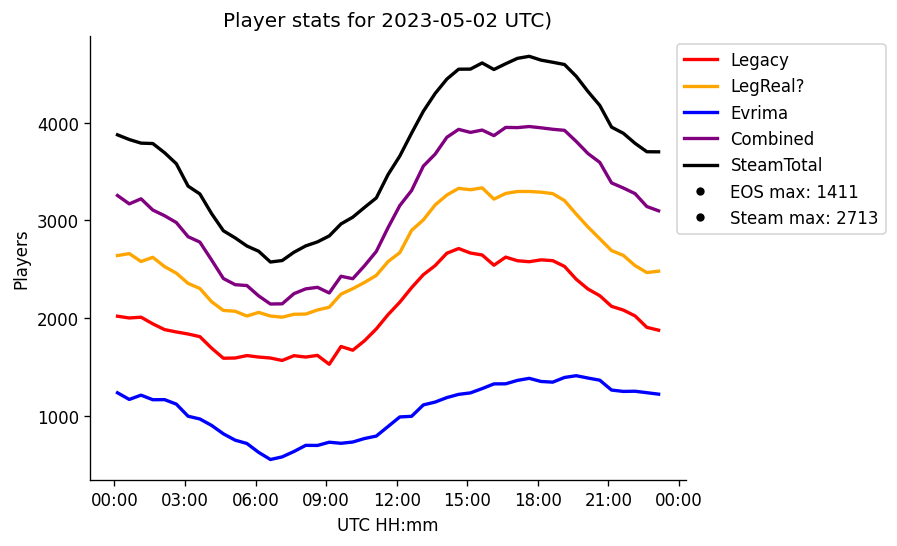 Player stats for 2023-05-02 UTC)
Legacy
LegReal?
Evrima
Combined
SteamTotal
EOS max: 1411
Steam max: 2713
Players
4000
3000
2000
1000
00:00 03:00 06:00 09:00 12:00 15:00 18:00 21:00 00:00
UTC HH:mm